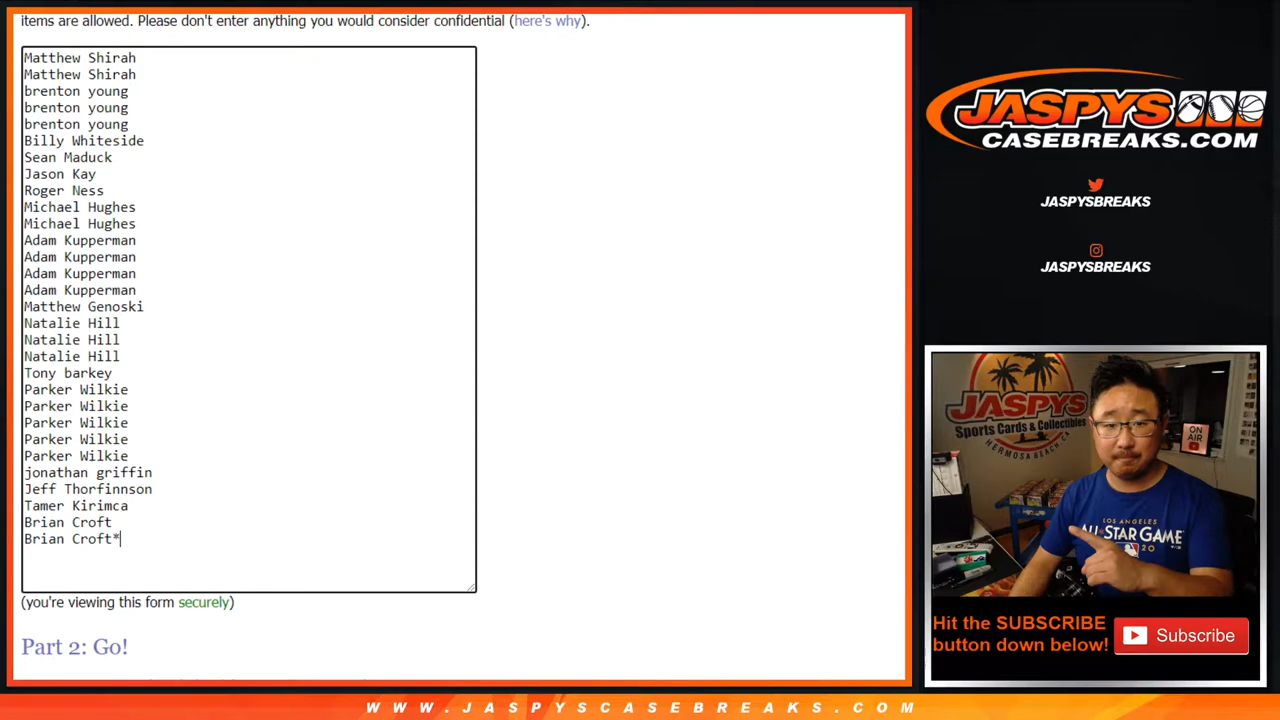 items are allowed. Please don't enter anything you would consider confidential (here's why).
Matthew Shirah
Matthew Shirah
brenton young
brenton young
brenton young
Billy Whiteside
Sean Maduck
Jason Kay
Roger Ness
Michael Hughes
Michael Hughes
Adam Kupperman
Adam Kupperman
Adam Kupperman
Adam Kupperman
Matthew Genoski
Natalie Hill
Natalie Hill
Natalie Hill
Tony barkey
Parker Wilkie
Parker Wilkie
Parker Wilkie
Parker Wilkie
Parker Wilkie
jonathan griffin
Jeff Thorfinnson
Tamer Kirimca
Brian Croft
Brian Croft*
(you're viewing this form securely)
Part 2: Go!
JASPYS
CASEBREAKS.COM
JASPYSBREAKS
JASPYSBREAKS
JASPYS
Sports Cards & Collectibles
HERMOSA BEACH, CA
ON
AIR
LOS ANGELES
ALL-STAR GAME
20
Hit the SUBSCRIBE
button down below!
Subscribe
WWW.JASPYSCASEBREAKS.COM